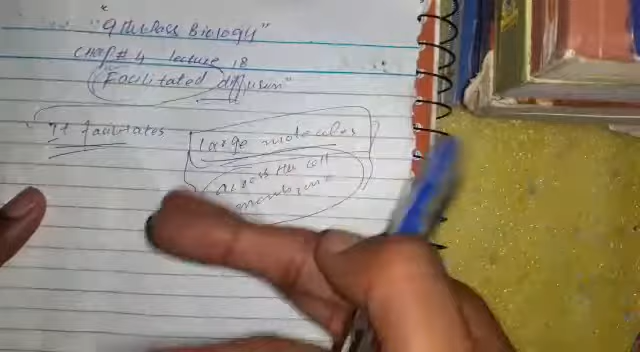 "9th class Biology"
Chap # 4 lecture 18
Facilitated diffusion"
"It facilitates Large molecules
across the cell
membrane